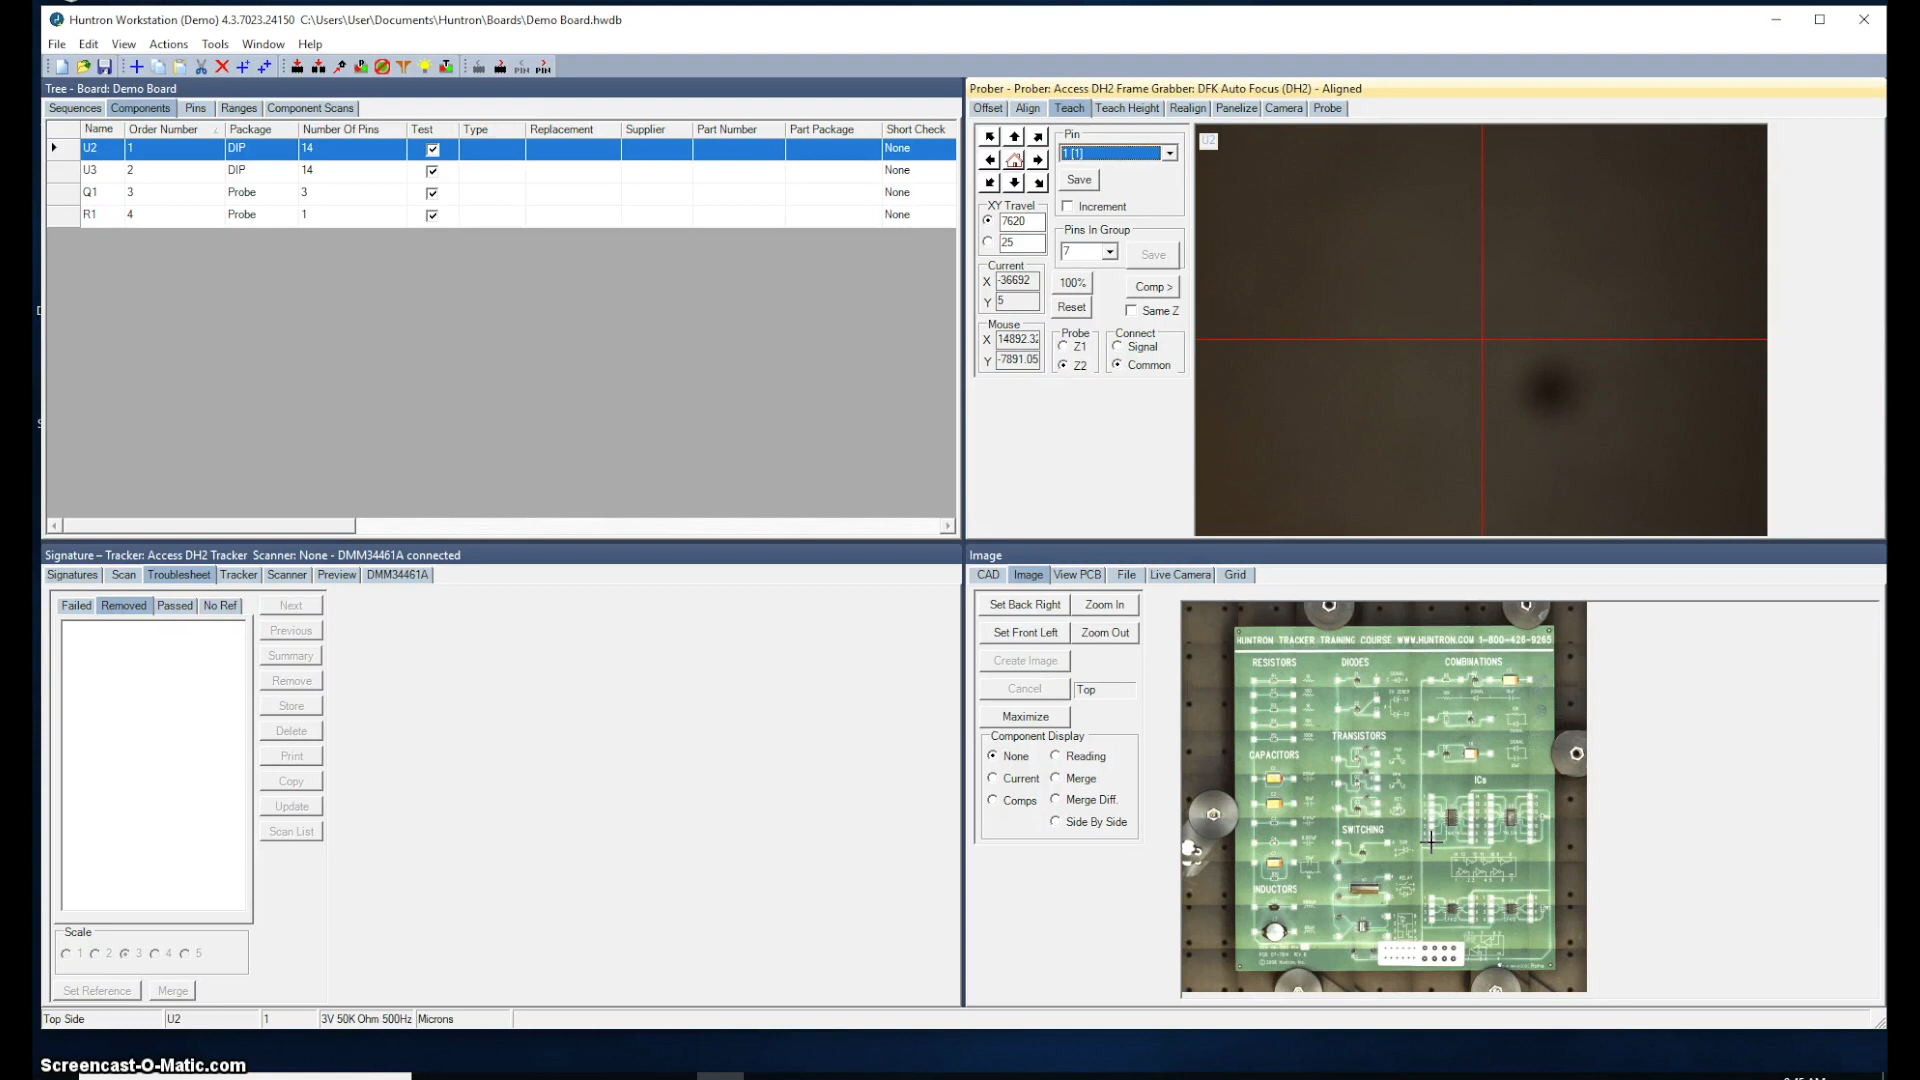 Huntron Workstation (Demo) 4.3.7023.24150 C:\Users\User\Documents\Huntron\Boards\Demo Board.hwdb
File Edit View Actions Tools Window Help
Tree - Board: Demo Board
Sequences Components Pins Ranges Component Scans
Name Order Number Package Number Of Pins Test Type Replacement Supplier Part Number Part Package Short Check
U2 1 DIP 14 None
U3 2 DIP 14 None
Q1 3 Probe 3 None
R1 4 Probe 1 None
Prober - Prober: Access DH2 Frame Grabber: DFK Auto Focus (DH2) - Aligned
Offset Align Teach Teach Height Realign Panelize Camera Probe
Pin
1 [1]
Save
Increment
XY Travel
7620
25
Pins In Group
7
Save
Current
X -36692
Y 5
100%
Comp >
Reset
Same Z
Mouse
X 14892.32
Y -7891.05
Probe
Z1
Z2
Connect
Signal
Common
U2
Signature – Tracker: Access DH2 Tracker Scanner: None - DMM34461A connected
Signatures Scan Troublesheet Tracker Scanner Preview DMM34461A
Failed Removed Passed No Ref
Next
Previous
Summary
Remove
Store
Delete
Print
Copy
Update
Scan List
Scale
1 2 3 4 5
Set Reference Merge
Image
CAD Image View PCB File Live Camera Grid
Set Back Right Zoom In
Set Front Left Zoom Out
Create Image
Cancel Top
Maximize
Component Display
None Reading
Current Merge
Comps Merge Diff.
Side By Side
HUNTRON TRACKER TRAINING COURSE WWW.HUNTRON.COM 1-800-426-9265
RESISTORS DIODES COMBINATIONS
TRANSISTORS
CAPACITORS
ICs
SWITCHING
INDUCTORS
Top Side U2 1 3V 50K Ohm 500Hz Microns
Screencast-O-Matic.com